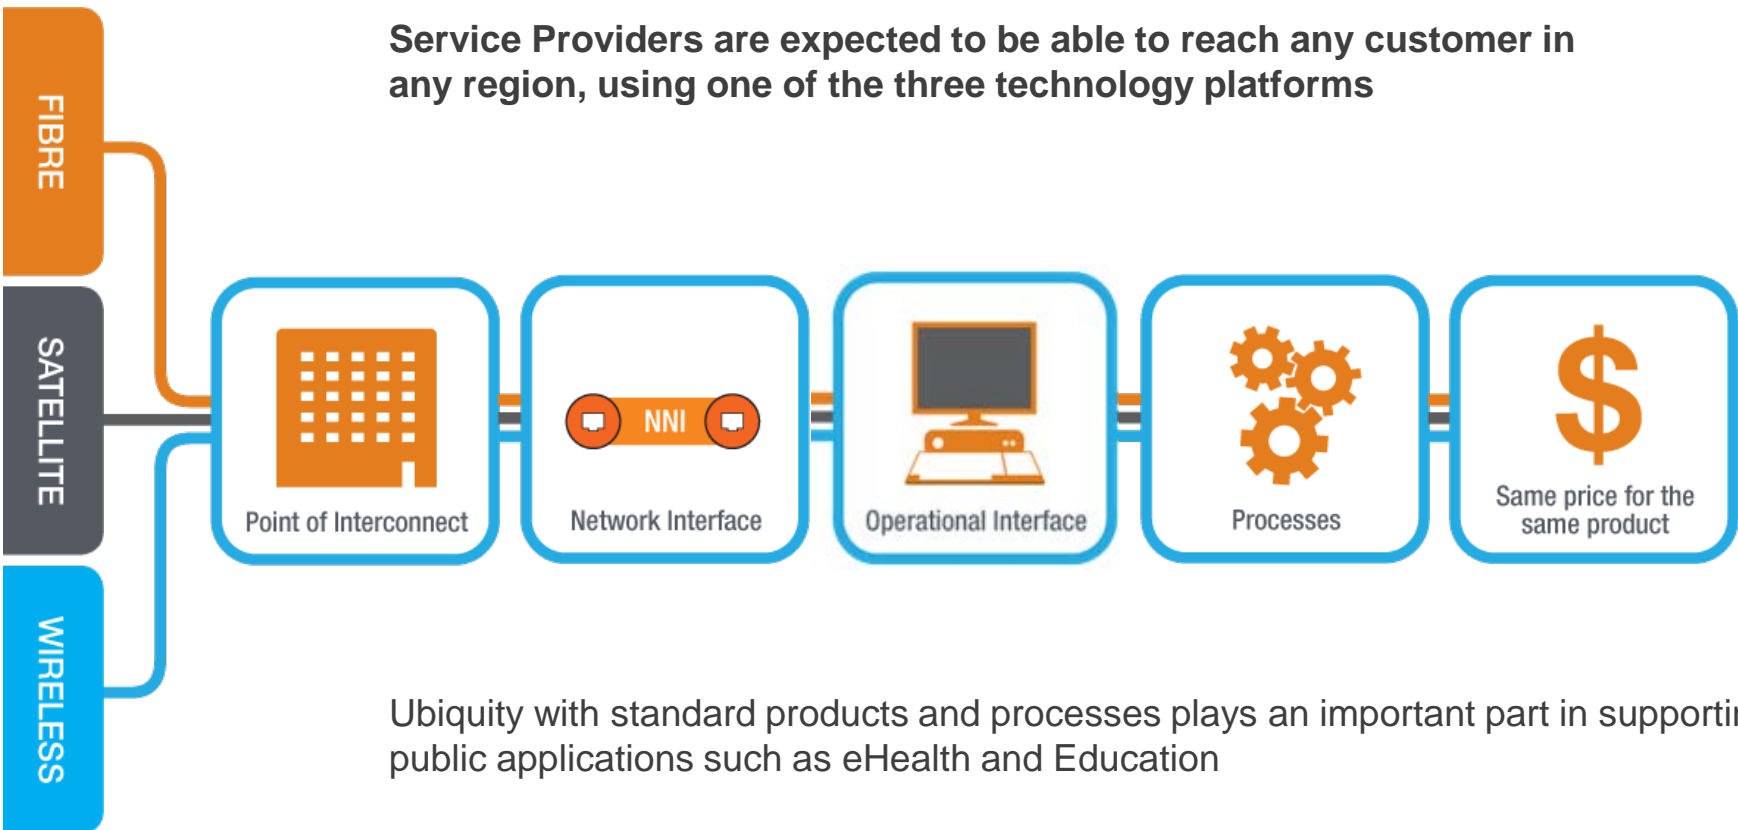 Service Providers are expected to be able to reach any customer in
any region, using one of the three technology platforms
FIBRE
SATELLITE
WIRELESS
Point of Interconnect
NNI
Network Interface
Operational Interface
Processes
$
Same price for the
same product
Ubiquity with standard products and processes plays an important part in
public applications such as eHealth and Education